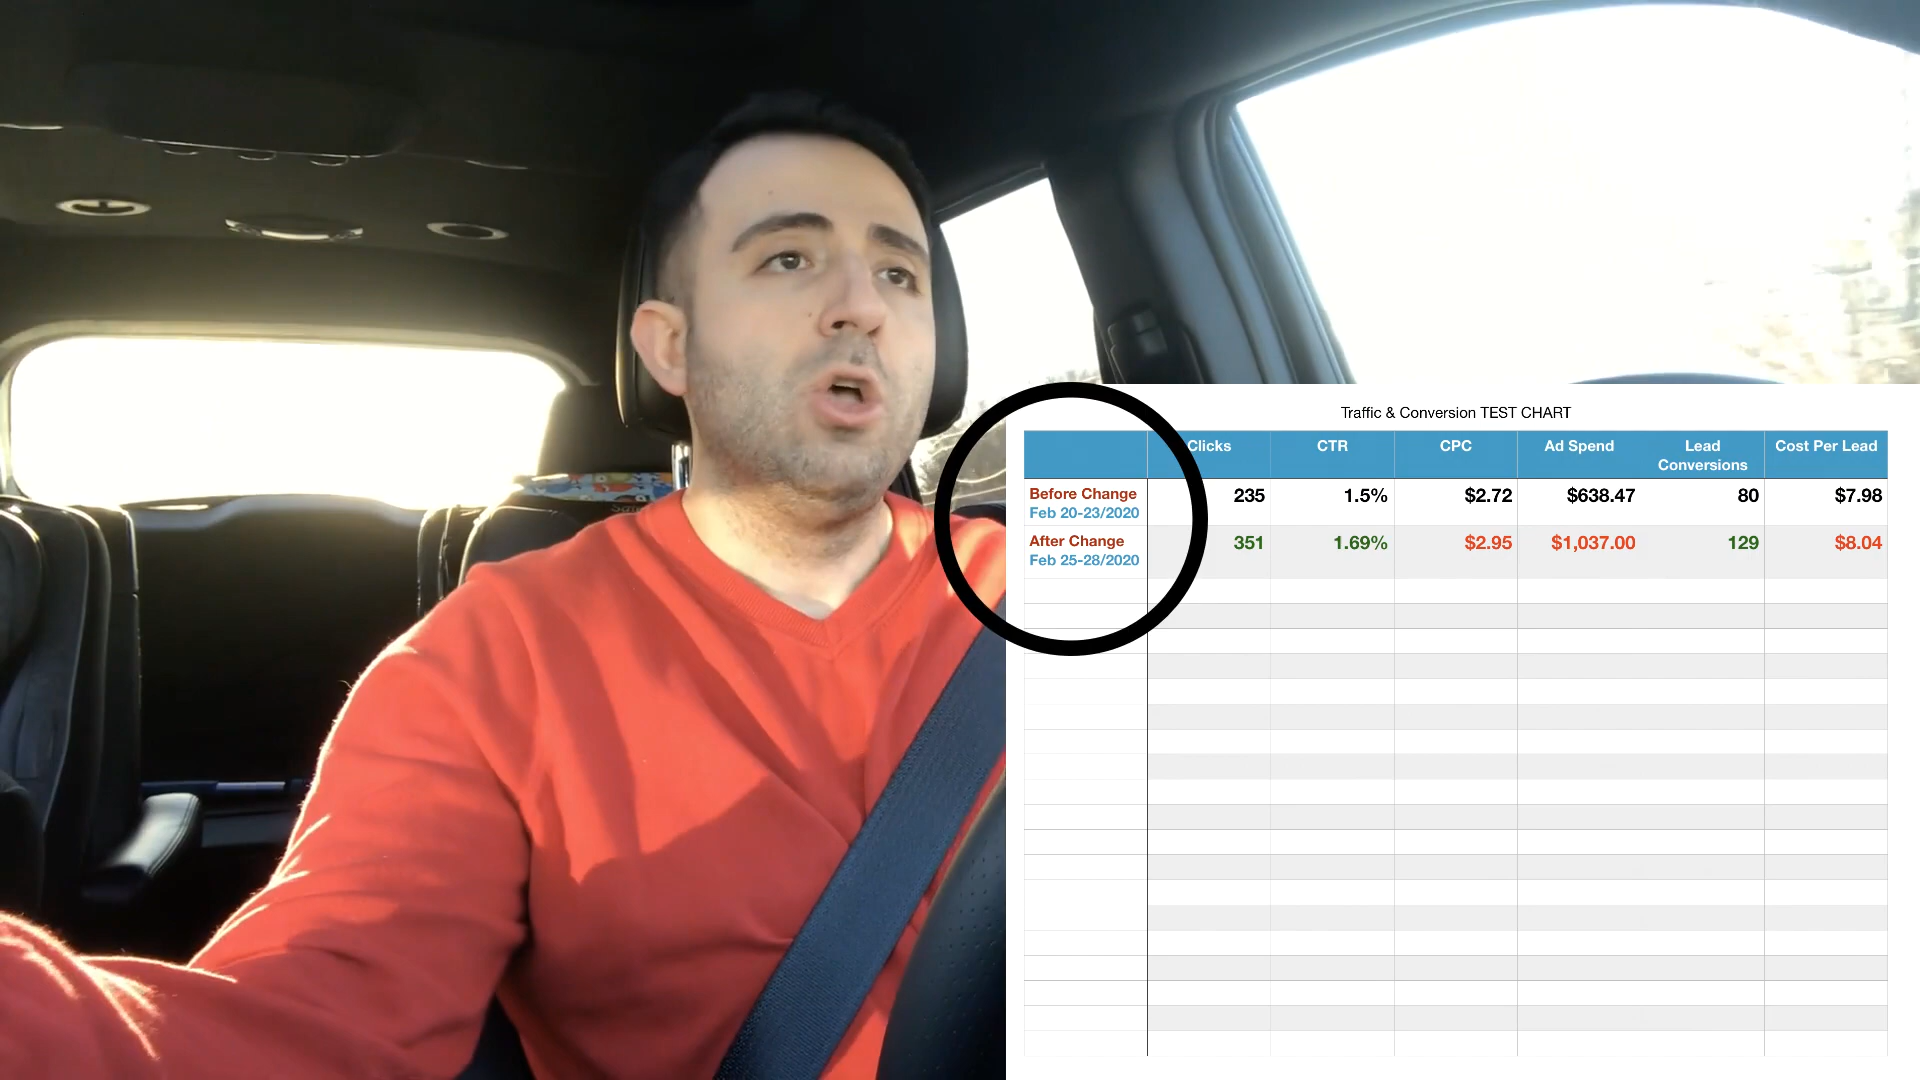 Traffic & Conversion TEST CHART
Clicks CTR CPC Ad Spend Lead Conversions Cost Per Lead
Before Change 235 1.5% $2.72 $638.47 80 $7.98
Feb 20-23/2020
After Change 351 1.69% $2.95 $1,037.00 129 $8.04
Feb 25-28/2020